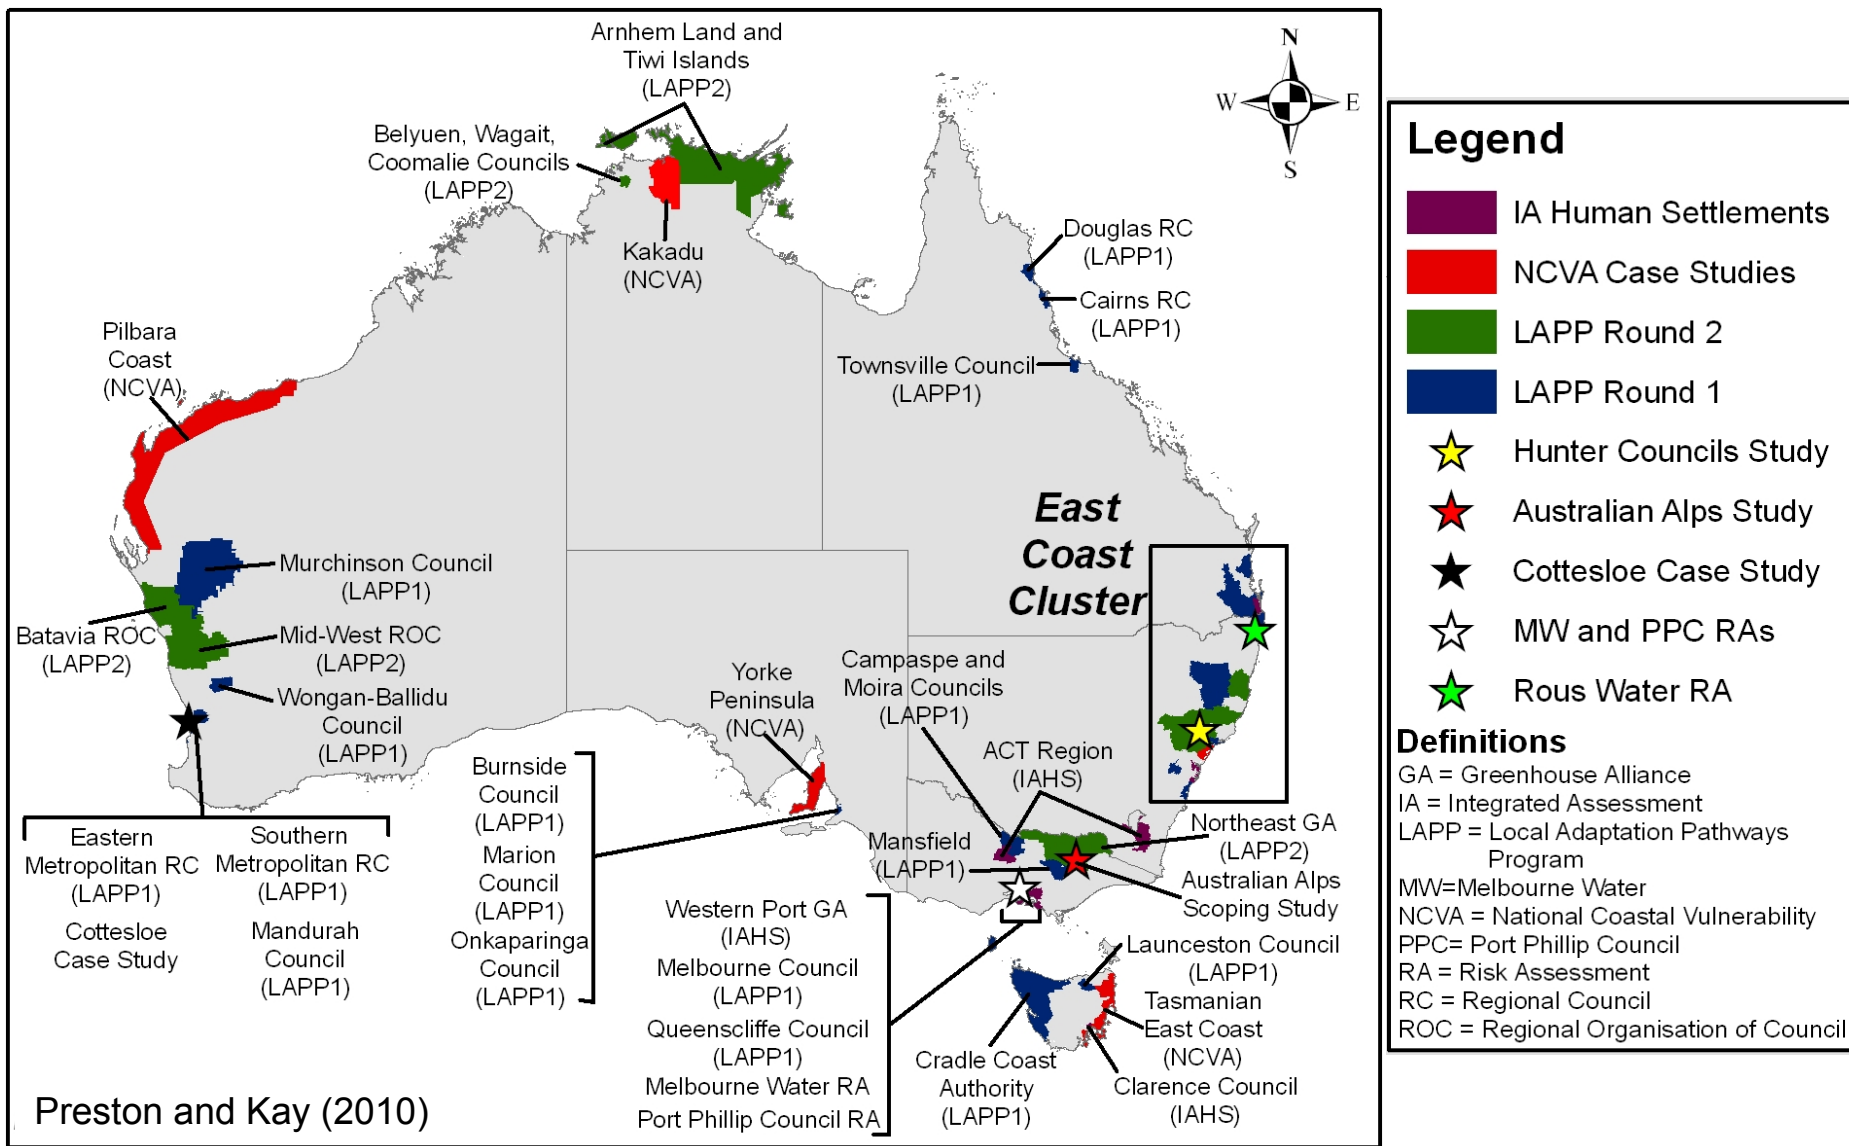 Arnhem Land and
Tiwi Islands
(LAPP2)
Belyuen, Wagait,
Coomalie Councils
(LAPP2)
Kakadu
(NCVA)
N
W
E
S
Douglas RC
(LAPP1)
Cairns RC
(LAPP1)
Townsville Council
(LAPP1)
Pilbara
Coast
(NCVA)
East
Coast
Cluster
Murchinson Council
(LAPP1)
Batavia ROC
(LAPP2)
Mid-West ROC
(LAPP2)
Wongan-Ballidu
Council
(LAPP1)
Yorke
Peninsula
(NCVA)
Campaspe and
Moira Councils
(LAPP1)
ACT Region
(IAHS)
Mansfield
(LAPP1)
Northeast GA
(LAPP2)
Australian Alps
Scoping Study
Eastern
Metropolitan RC
(LAPP1)
Cottesloe
Case Study
Southern
Metropolitan RC
(LAPP1)
Mandurah
Council
(LAPP1)
Burnside
Council
(LAPP1)
Marion
Council
(LAPP1)
Onkaparinga
Council
(LAPP1)
Western Port GA
(IAHS)
Melbourne Council
(LAPP1)
Queenscliffe Council
(LAPP1)
Melbourne Water RA
Port Phillip Council RA
Launceston Council
(LAPP1)
Tasmanian
East Coast
(NCVA)
Cradle Coast
Authority
(LAPP1)
Clarence Council
(IAHS)
Preston and Kay (2010)
Legend
IA Human Settlements
NCVA Case Studies
LAPP Round 2
LAPP Round 1
Hunter Councils Study
Australian Alps Study
Cottesloe Case Study
MW and PPC RAs
Rous Water RA
Definitions
GA = Greenhouse Alliance
IA = Integrated Assessment
LAPP = Local Adaptation Pathways
Program
MW=Melbourne Water
NCVA = National Coastal Vulnerability
PPC= Port Phillip Council
RA = Risk Assessment
RC = Regional Council
ROC = Regional Organisation of Council